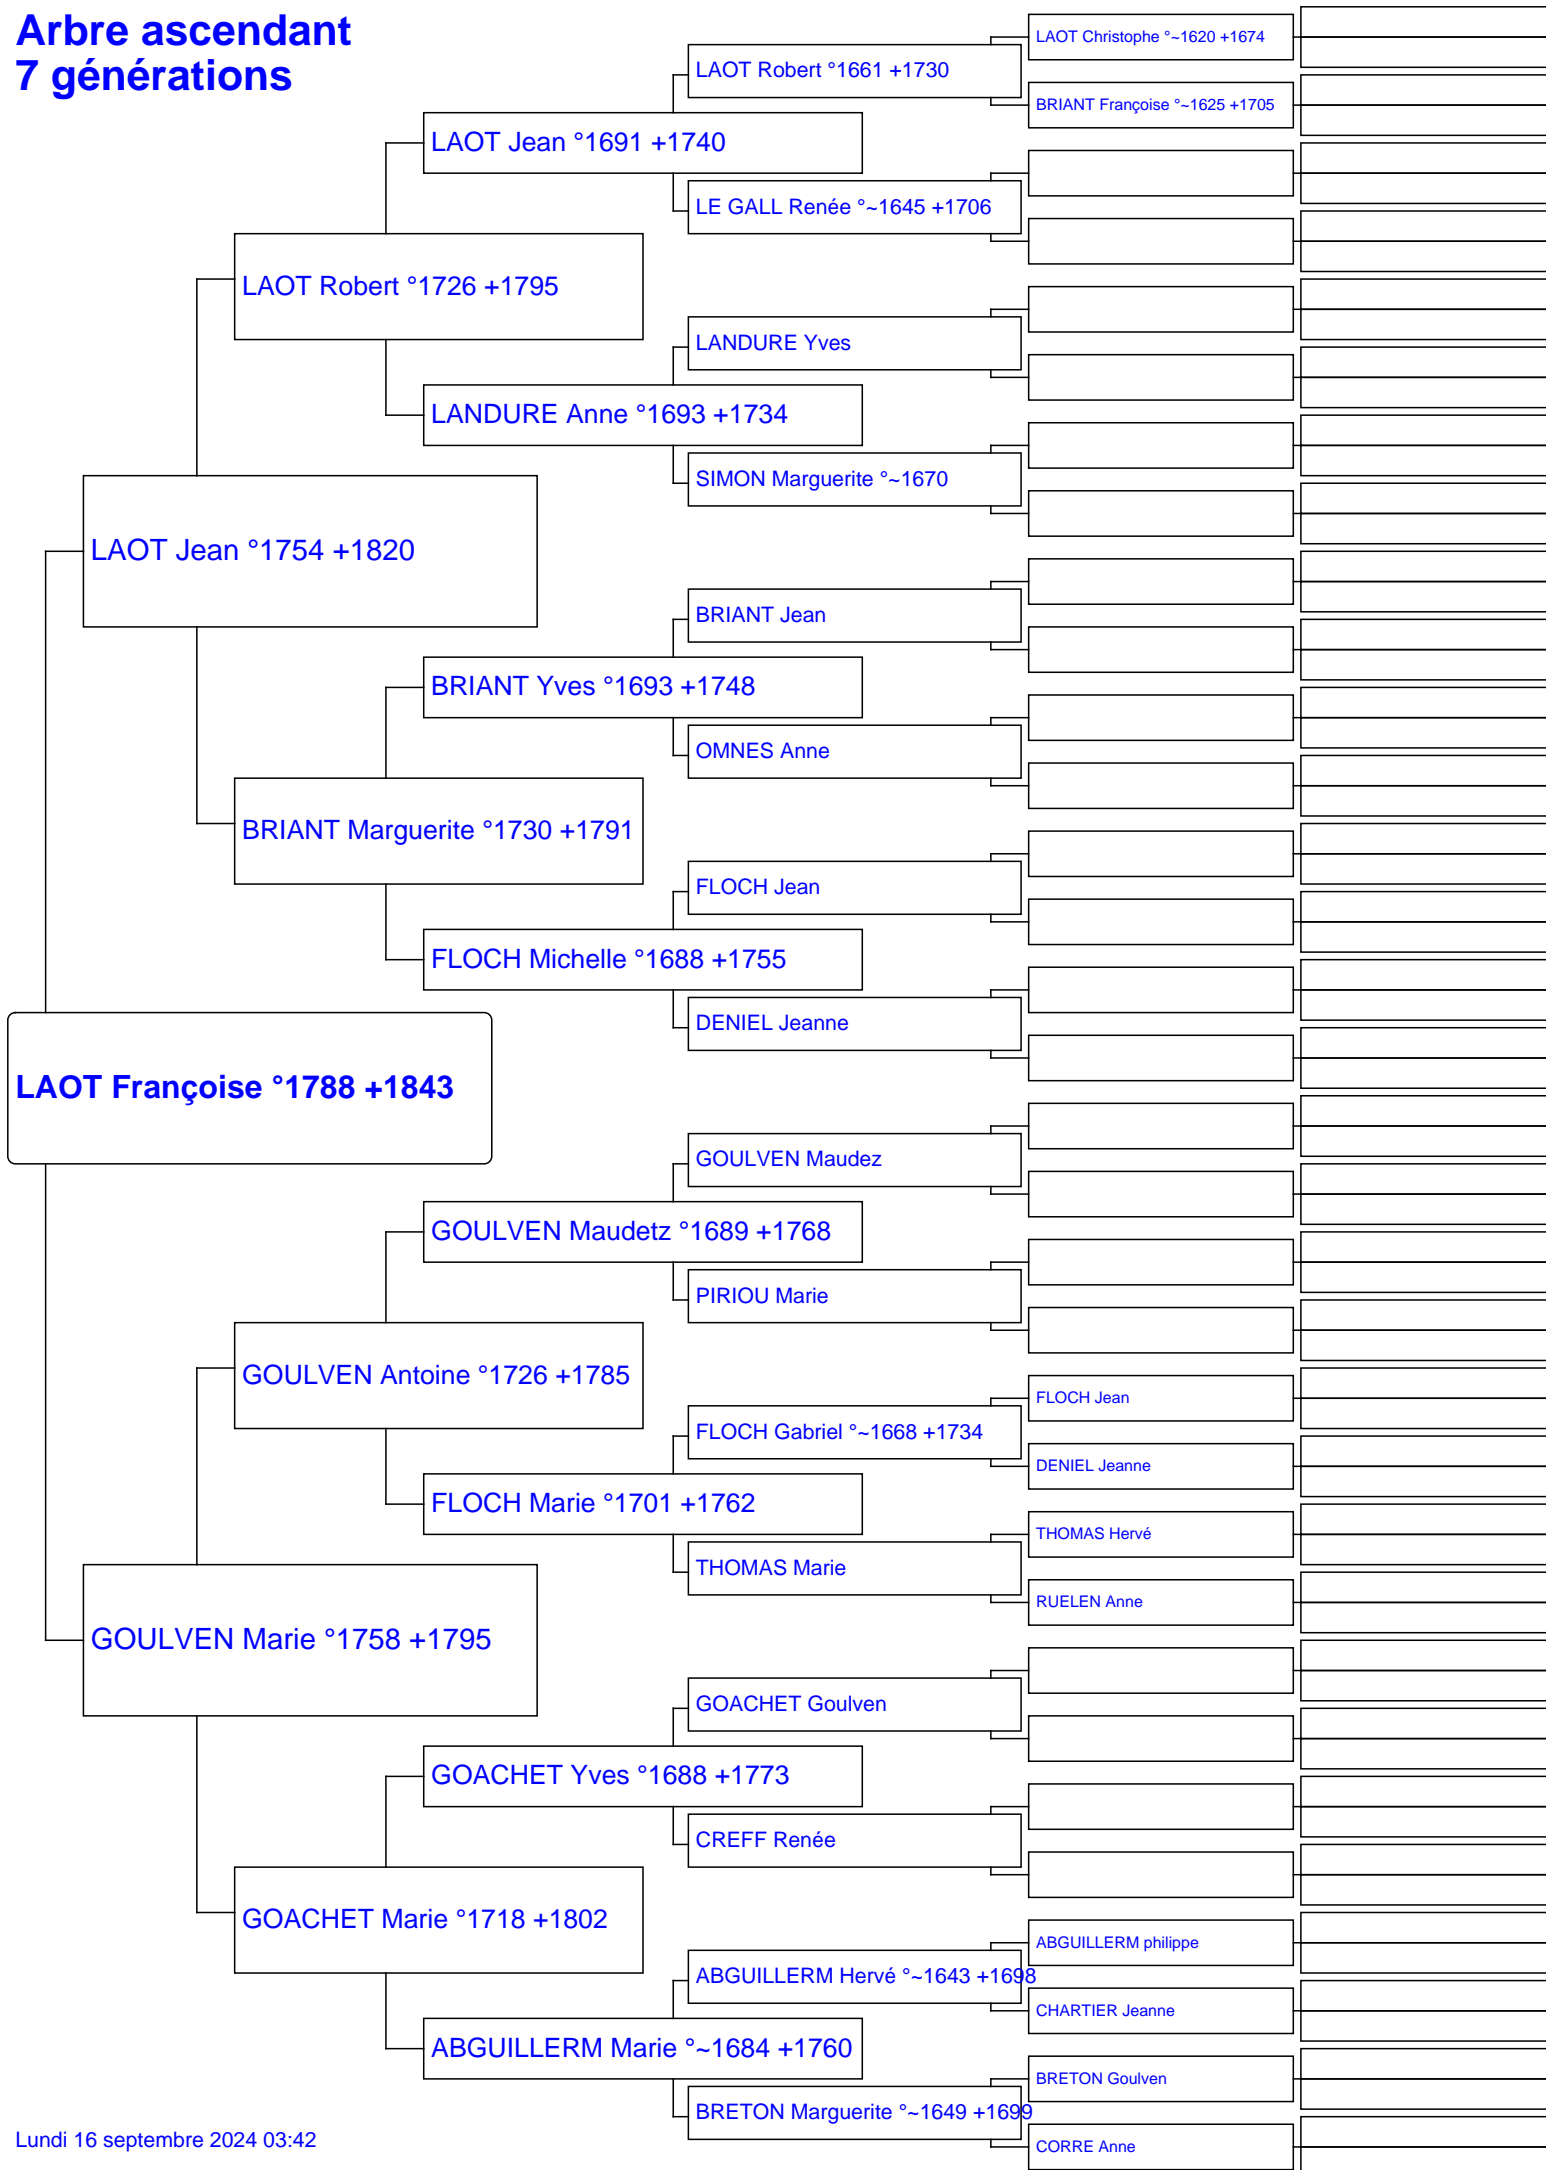 Arbre ascendant
7 générations
LAOT Christophe °~1620 +1674
LAOT Robert °1661 +1730
BRIANT Françoise °~1625 +1705
LAOT Jean °1691 +1740
LE GALL Renée °~1645 +1706
LAOT Robert °1726 +1795
LANDURE Yves
LANDURE Anne °1693 +1734
SIMON Marguerite °~1670
LAOT Jean °1754 +1820
BRIANT Jean
BRIANT Yves °1693 +1748
OMNES Anne
BRIANT Marguerite °1730 +1791
FLOCH Jean
FLOCH Michelle °1688 +1755
DENIEL Jeanne
LAOT Françoise °1788 +1843
GOULVEN Maudez
GOULVEN Maudetz °1689 +1768
PIRIOU Marie
GOULVEN Antoine °1726 +1785
FLOCH Jean
FLOCH Gabriel °~1668 +1734
DENIEL Jeanne
FLOCH Marie °1701 +1762
THOMAS Hervé
THOMAS Marie
RUELEN Anne
GOULVEN Marie °1758 +1795
GOACHET Goulven
GOACHET Yves °1688 +1773
CREFF Renée
GOACHET Marie °1718 +1802
ABGUILLERM philippe
ABGUILLERM Hervé °~1643 +1698
CHARTIER Jeanne
ABGUILLERM Marie °~1684 +1760
BRETON Goulven
BRETON Marguerite °~1649 +1699
CORRE Anne
Lundi 16 septembre 2024 03:42